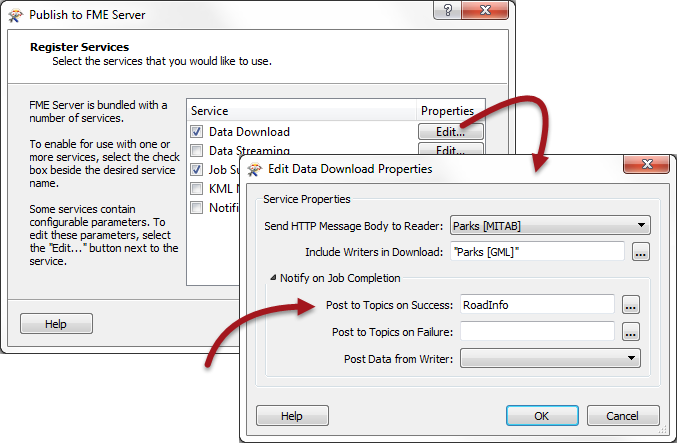 Publish to FME Server
Register Services
Select the services that you would like to use.
FME Server is bundled with a
number of services.
To enable for use with one or
more services, select the check
box beside the desired service
name.
Some services contain
configurable parameters. To
edit these parameters, select
the "Edit..." button next to the
service.
Service Properties
Data Download Edit...
Data Streaming Edit...
Job Su
KML N
Notifi
Help
Edit Data Download Properties
Service Properties
Send HTTP Message Body to Reader: Parks [MITAB]
Include Writers in Download: "Parks [GML]" ...
Notify on Job Completion
Post to Topics on Success: RoadInfo ...
Post to Topics on Failure: ...
Post Data from Writer:
Help OK Cancel